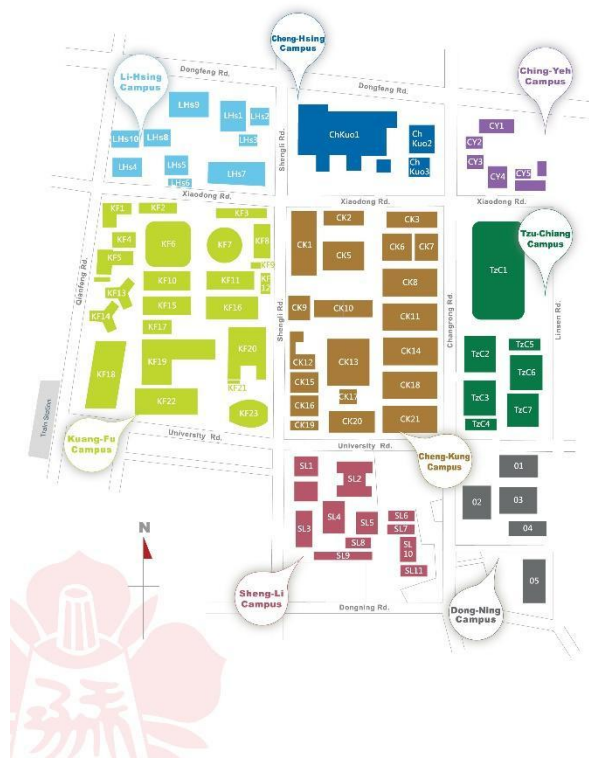 Cheng-Hsing
Campus
Dongfeng Rd.
Li-Hsing
Campus
Dongfeng Rd.
Ching-Yeh
Campus
LHs9
LHs1
LHs2
LHs3
LHs10
LHs8
LHs4
LHs5
LHs6
LHs7
Shengli Rd.
ChKuo1
Ch
Kuo2
Ch
Kuo3
CY1
CY2
CY3
CY4
CY5
Xiaodong Rd.
Xiaodong Rd.
Xiaodong Rd.
Tzu-Chiang
Campus
KF1
KF2
KF3
KF4
KF5
KF6
KF7
KF8
KF9
KF10
KF11
KF
12
KF13
KF14
KF15
KF16
KF17
KF18
KF19
KF20
KF21
KF22
KF23
Qianfeng Rd.
Train Station
Kuang-Fu
Campus
University Rd.
Shengli Rd.
CK1
CK2
CK3
CK5
CK6
CK7
CK8
CK9
CK10
CK11
CK12
CK13
CK14
CK15
CK16
CK17
CK18
CK19
CK20
CK21
Changrong Rd.
TzC1
TzC2
TzC3
TzC4
TzC5
TzC6
TzC7
Linsen Rd.
University Rd.
Cheng-Kung
Campus
SL1
SL2
SL3
SL4
SL5
SL6
SL7
SL8
SL9
SL
10
SL11
01
02
03
04
05
N
Sheng-Li
Campus
Dongning Rd.
Dong-Ning
Campus